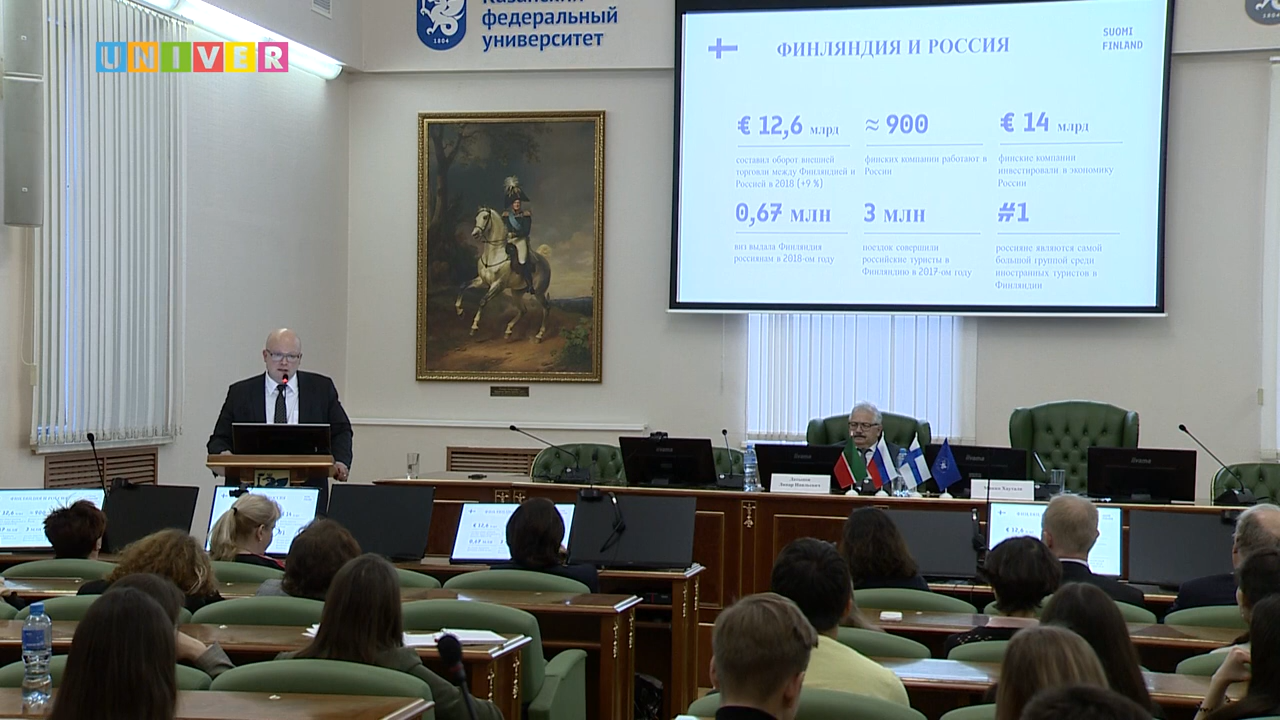 Казанский
федеральный
университет
1804
UNIVER
ФИНЛЯНДИЯ И РОССИЯ
SUOMI
FINLAND
€ 12,6 млрд
составил оборот внешней
торговли между Финляндией и
Россией в 2018 (+9 %)
≈ 900
финских компании работают в
России
€ 14 млрд
финские компании
инвестировали в экономику
России
0,67 млн
виз выдала Финляндия
россиянам в 2018-ом году
3 млн
поездок совершили
российские туристы в
Финляндию в 2017-ом году
#1
россияне являются самой
большой группой среди
иностранных туристов в
Финляндии